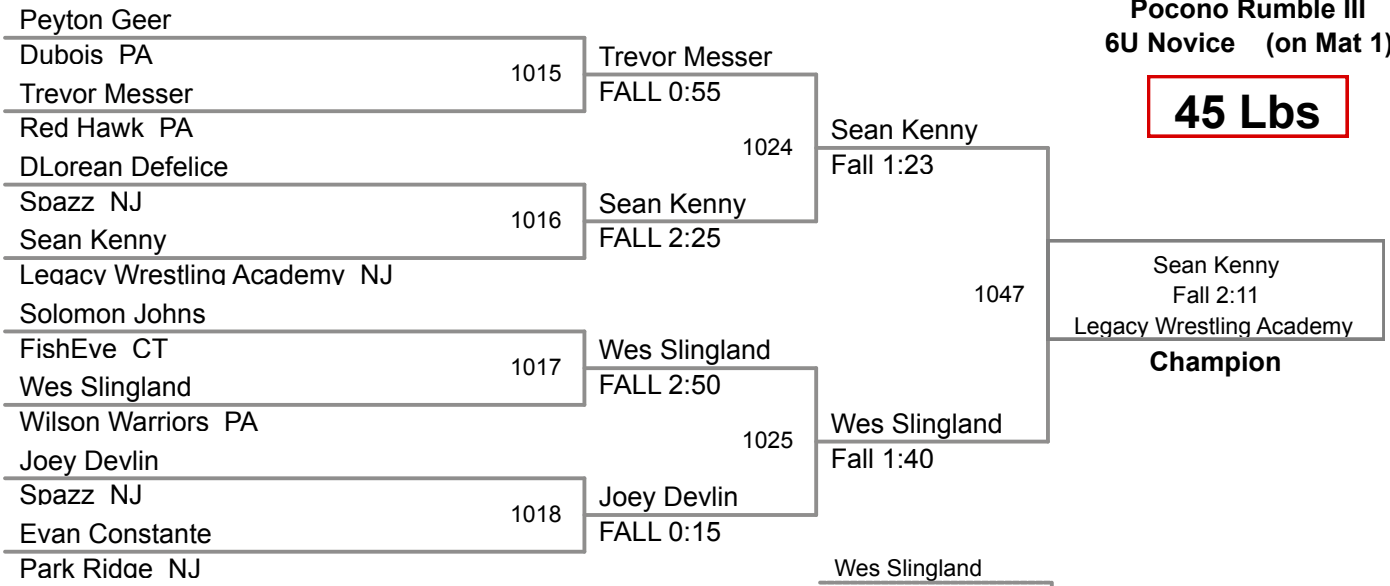 Pocono Rumble III
6U Novice (on Mat 1)
45 Lbs
Peyton Geer
Dubois PA
1015
Trevor Messer
FALL 0:55
Trevor Messer
Red Hawk PA
1024
Sean Kenny
Fall 1:23
DLorean Defelice
Spazz NJ
1016
Sean Kenny
FALL 2:25
Sean Kenny
Legacy Wrestling Academy NJ
1047
Sean Kenny
Fall 2:11
Legacy Wrestling Academy
Champion
Solomon Johns
FishEye CT
1017
Wes Slingland
FALL 2:50
Wes Slingland
Wilson Warriors PA
1025
Wes Slingland
Fall 1:40
Joey Devlin
Spazz NJ
1018
Joey Devlin
FALL 0:15
Evan Constante
Park Ridge NJ
Wes Slingland